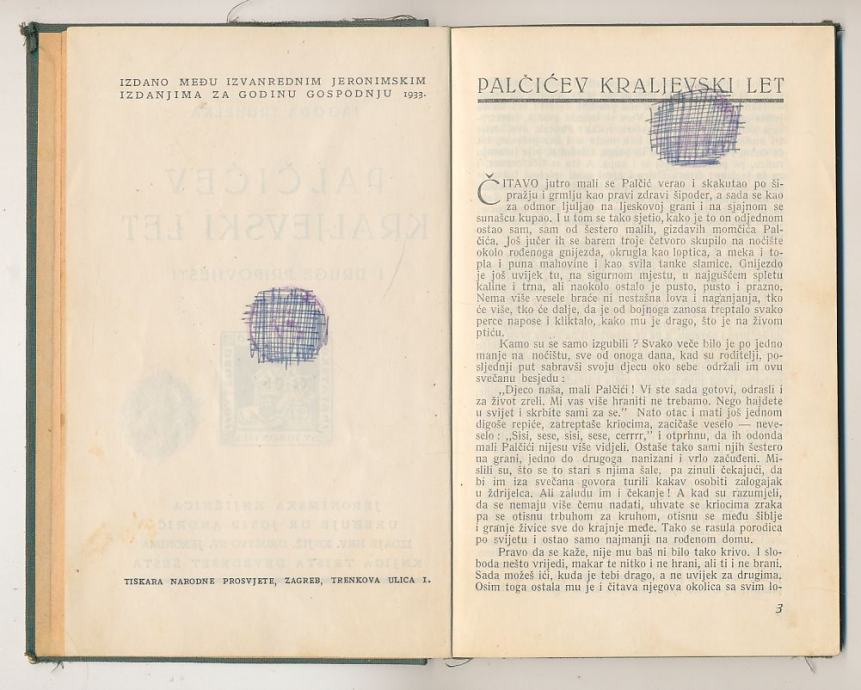 IZDANO MEĐU IZVANREDNIM JERONIMSKIM
IZDANJIMA ZA GODINU GOSPODNJU 1933.
TISKARA NARODNE PROSVJETE, ZAGREB, TRENKOVA ULICA 1.
PALČIĆEV KRALJEVSKI LET
ČITAVO jutro mali se Palčić verao i skakutao po ši-
pražju i grmlju kao pravi zdravi šipoder, a sada se kao
za odmor ljuljao na ljeskovoj grani i na sjajnom se
sunašcu kupao. I u tom se tako sjetio, kako je to on odjednom
ostao sam, sam od šestero malih, gizdavih momčića Pal-
čića. Još jučer ih se barem troje četvoro skupilo na noćište
okolo rođenoga gnijezda, okrugla kao loptica, a meka i to-
pla i puna mahovine i kao svila tanke slamice. Gnijezdo
je još uvijek tu, na sigurnom mjestu, u najgušćem spletu
kaline i trna, ali naokolo ostalo je pusto, pusto i prazno.
Nema više vesele braće ni nestašna lova i naganjanja, tko
će više, tko će dalje, da je od bojnoga zanosa treptalo svako
perce napose i kliktalo, kako mu je drago, što je na živom
ptiću.
Kamo su se samo izgubili ? Svako veče bilo je po jedno
manje na noćištu, sve od onoga dana, kad su roditelji, po-
sljednji put sabravši svoju djecu oko sebe održali im ovu
svečanu besjedu :
„Djeco naša, mali Palčići ! Vi ste sada gotovi, odrasli i
za život zreli. Mi vas više hraniti ne trebamo. Nego hajdete
u svijet i skrbite sami za se.” Nato otac i mati još jednom
digoše repiće, zatreptaše kriocima, zacičaše veselo — neve-
selo : „Sisi, sese, sisi, sese, cerrrr,” i otprhnu, da ih odonda
mali Palčići nijesu više vidjeli. Ostaše tako sami njih šestero
na grani, jedno do drugoga nanizani i vrlo začuđeni. Mi-
slili su, što se to stari s njima šale, pa zinuli čekajući, da
bi im iza svečana govora turili kakav osobiti zalogajak
u ždrijelca. Ali zaludu im i čekanje ! A kad su razumjeli,
da se nemaju više čemu nadati, uhvate se kriocima zraka
pa se otisnu trbuhom za kruhom, otisnu se među šiblje
i granje živice sve do krajnje međe. Tako se rasula porodica
po svijetu i ostao samo najmanji na rođenom domu.
Pravo da se kaže, nije mu baš ni bilo tako krivo. I slo-
boda nešto vrijedi, makar te nitko i ne hrani, ali ti i ne brani.
Sada možeš ići, kuda je tebi drago, a ne uvijek za drugima.
Osim toga ostala mu je i čitava njegova okolica sa svim lo-
3